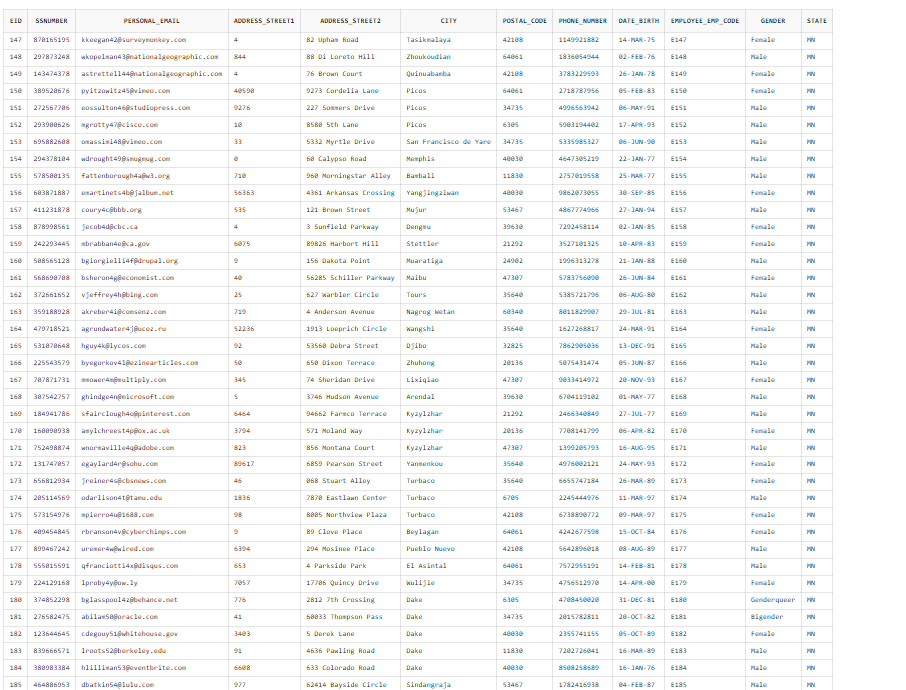 EID SSNUMBER PERSONAL_EMAIL ADDRESS_STREET1 ADDRESS_STREET2 CITY POSTAL_CODE PHONE_NUMBER DATE_BIRTH EMPLOYEE_EMP_CODE GENDER STATE
147 870165195 kkeegan42@surveymonkey.com 4 82 Upham Road Tasikmalaya 42108 1149921882 14-MAR-75 E147 Female MN
148 297873248 wkopelman43@nationalgeographic.com 844 88 Di Loreto Hill Zhoukoudian 64061 1836054944 02-FEB-76 E148 Male MN
149 143474378 astrettell44@nationalgeographic.com 4 76 Brown Court Quinuabamba 42108 3783229593 26-JAN-78 E149 Female MN
150 389520676 pyitzowitz45@vimeo.com 40590 9273 Cordelia Lane Picos 64061 2718787956 05-FEB-83 E150 Female MN
151 272567706 eossulton46@studiopress.com 9276 227 Sommers Drive Picos 34735 4996563942 06-MAY-91 E151 Male MN
152 293900626 mgrotty47@cisco.com 10 8580 5th Lane Picos 6305 5903194402 17-APR-93 E152 Male MN
153 695882608 omassimi48@vimeo.com 33 5332 Myrtle Drive San Francisco de Yare 34735 5335985327 06-JUN-90 E153 Male MN
154 294378104 wdrought49@smugmug.com 0 60 Calypso Road Memphis 40030 4647305219 22-JAN-77 E154 Male MN
155 578500135 fattenborough4a@w3.org 710 960 Morningstar Alley Bambali 11830 2757019558 25-MAR-77 E155 Male MN
156 603871887 emartinets4b@jalbum.net 56363 4361 Arkansas Crossing Yangjingziwan 40030 9862073055 30-SEP-85 E156 Female MN
157 411231878 coury4c@bbb.org 535 121 Brown Street Mujur 53467 4867774966 27-JAN-94 E157 Male MN
158 878998561 jecob4d@cbc.ca 4 3 Sunfield Parkway Dengmu 39630 7292458114 02-JAN-85 E158 Female MN
159 242293445 mbrabban4e@ca.gov 6075 89826 Harbort Hill Stettler 21292 3527101325 10-APR-83 E159 Female MN
160 508565128 bgiorgielli4f@drupal.org 9 156 Dakota Point Muaratiga 24902 1996313278 21-JAN-88 E160 Male MN
161 568690708 bsheron4g@economist.com 40 56285 Schiller Parkway Maibu 47307 5783756090 26-JUN-84 E161 Female MN
162 372661652 vjeffrey4h@bing.com 25 627 Warbler Circle Tours 35640 5385721796 06-AUG-80 E162 Male MN
163 359188928 akreber4i@comsenz.com 719 4 Anderson Avenue Nagrog Wetan 60340 8011829907 29-JUL-81 E163 Male MN
164 479718521 agrundwater4j@ucoz.ru 52236 1913 Loeprich Circle Wangshi 35640 1627268817 24-MAR-91 E164 Female MN
165 531070648 hguy4k@lycos.com 92 53560 Debra Street Djibo 32825 7862905036 13-DEC-91 E165 Male MN
166 225543579 byegorkov4l@ezinearticles.com 50 650 Dixon Terrace Zhuhong 20136 5075431474 05-JUN-87 E166 Male MN
167 707871731 mmower4m@multiply.com 345 74 Sheridan Drive Lixiqiao 47307 9033414972 20-NOV-93 E167 Female MN
168 307542757 ghindge4n@microsoft.com 5 3746 Hudson Avenue Arendal 39630 6704119102 01-MAY-77 E168 Male MN
169 184941786 sfairclough4o@pinterest.com 6464 94662 Farmco Terrace Kyzylzhar 21292 2466340849 27-JUL-77 E169 Male MN
170 160090938 amylchreest4p@ox.ac.uk 3794 571 Moland Way Kyzylzhar 20136 7708141799 06-APR-82 E170 Female MN
171 752498874 wnormaville4q@adobe.com 823 856 Montana Court Kyzylzhar 47307 1399205793 16-AUG-95 E171 Male MN
172 131747057 egaylard4r@sohu.com 89617 6859 Pearson Street Yanmenkou 35640 4976002121 24-MAY-93 E172 Female MN
173 656812934 jreiner4s@cbsnews.com 46 068 Stuart Alley Turbaco 35640 6655747184 26-MAR-89 E173 Female MN
174 205114569 odarlison4t@tamu.edu 1836 7870 Eastlawn Center Turbaco 6705 2245444976 11-MAR-97 E174 Male MN
175 573154976 mpierro4u@1688.com 98 8005 Northview Plaza Turbaco 42108 6738890772 09-MAR-97 E175 Female MN
176 409454845 rbranson4v@cyberchimps.com 9 89 Clove Place Beylagan 64061 4242677598 15-OCT-84 E176 Female MN
177 899467242 uremer4w@wired.com 6394 294 Mosinee Place Pueblo Nuevo 42108 5642896018 08-AUG-89 E177 Male MN
178 555015591 qfranciotti4x@disqus.com 653 4 Parkside Park El Asintal 64061 7572955191 14-FEB-81 E178 Male MN
179 224129168 lproby4y@ow.ly 7057 17706 Quincy Drive Wulijie 34735 4756512970 14-APR-00 E179 Female MN
180 374852298 bglasspool4z@behance.net 776 2812 7th Crossing Dake 6305 4708450020 31-DEC-81 E180 Genderqueer MN
181 276582475 abilam50@oracle.com 41 60033 Thompson Pass Dake 34735 2015782811 20-OCT-82 E181 Bigender MN
182 123644645 cdegouy51@whitehouse.gov 3403 5 Derek Lane Dake 40030 2355741155 05-OCT-89 E182 Female MN
183 839666571 lroots52@berkeley.edu 91 4636 Pawling Road Dake 11830 7202726041 16-MAR-89 E183 Male MN
184 380983384 hlilliman53@eventbrite.com 6608 633 Colorado Road Dake 40030 8508258689 16-JAN-76 E184 Male MN
185 464886953 dbatkin54@lulu.com 977 62414 Bayside Circle Sindangraja 53467 1782416938 04-FEB-87 E185 Male MN